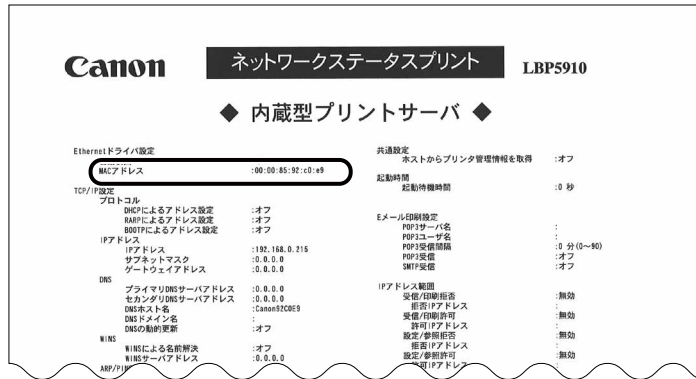 Canon
ネットワークステータスプリント
LBP5910
◆ 内蔵型プリントサーバ ◆
Ethernetドライバ設定
MACアドレス :00:00:85:92:c0:e9
TCP/IP設定
プロトコル
DHCPによるアドレス設定 :オフ
RARPによるアドレス設定 :オフ
BOOTPによるアドレス設定 :オフ
IPアドレス
IPアドレス :192.168.0.215
サブネットマスク :0.0.0.0
ゲートウェイアドレス :0.0.0.0
DNS
プライマリDNSサーバアドレス :0.0.0.0
セカンダリDNSサーバアドレス :0.0.0.0
DNSホスト名 :Canon92C0E9
DNSドメイン名 :
DNSの動的更新 :オフ
WINS
WINSによる名前解決 :オフ
WINSサーバアドレス :0.0.0.0
共通設定
ホストからプリンタ管理情報を取得 :オフ
起動時間
起動待機時間 :0 秒
Eメール印刷設定
POP3サーバ名 :
POP3ユーザ名 :
POP3受信間隔 :0 分(0～90)
POP3受信 :オフ
SMTP受信 :オフ
IPアドレス範囲
受信/印刷拒否 :無効
拒否IPアドレス :
受信/印刷許可 :無効
許可IPアドレス :
設定/参照拒否 :無効
拒否IPアドレス :
設定/参照許可 :無効
許可IPアドレス :